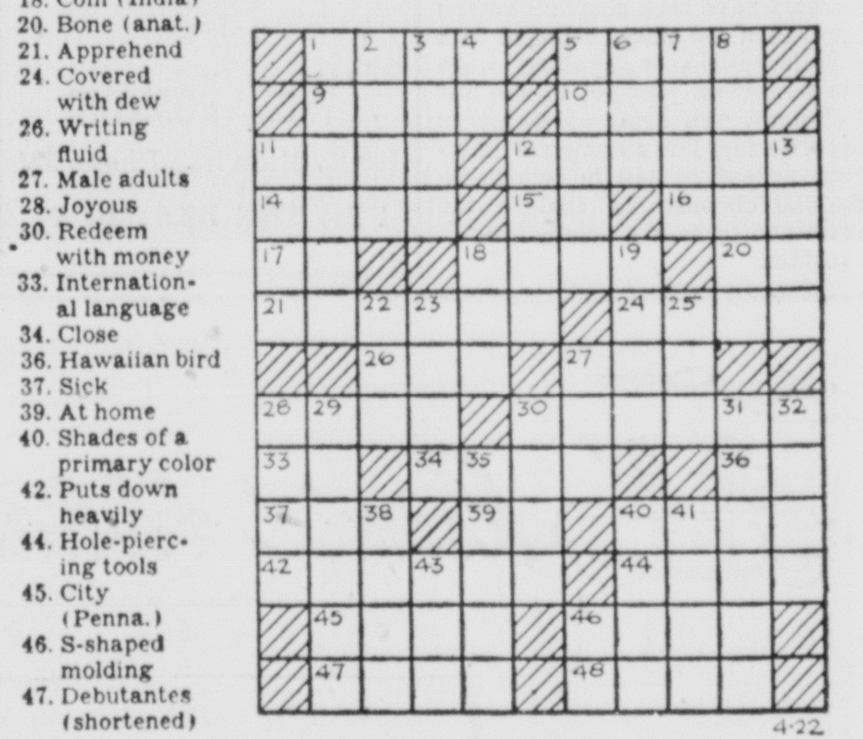 18. Coin (India)
20. Bone (anat.)
21. Apprehend
24. Covered
with dew
26. Writing
fluid
27. Male adults
28. Joyous
30. Redeem
with money
33. Internation-
al language
34. Close
36. Hawaiian bird
37. Sick
39. At home
40. Shades of a
primary color
42. Puts down
heavily
44. Hole-pierc-
ing tools
45. City
(Penna.)
46. S-shaped
molding
47. Debutantes
(shortened)
1 2 3 4 5 6 7 8
9 10
11 12 13
14 15 16
17 18 19 20
21 22 23 24 25
26 27
28 29 30 31 32
33 34 35 36
37 38 39 40 41
42 43 44
45 46
47 48
4-22